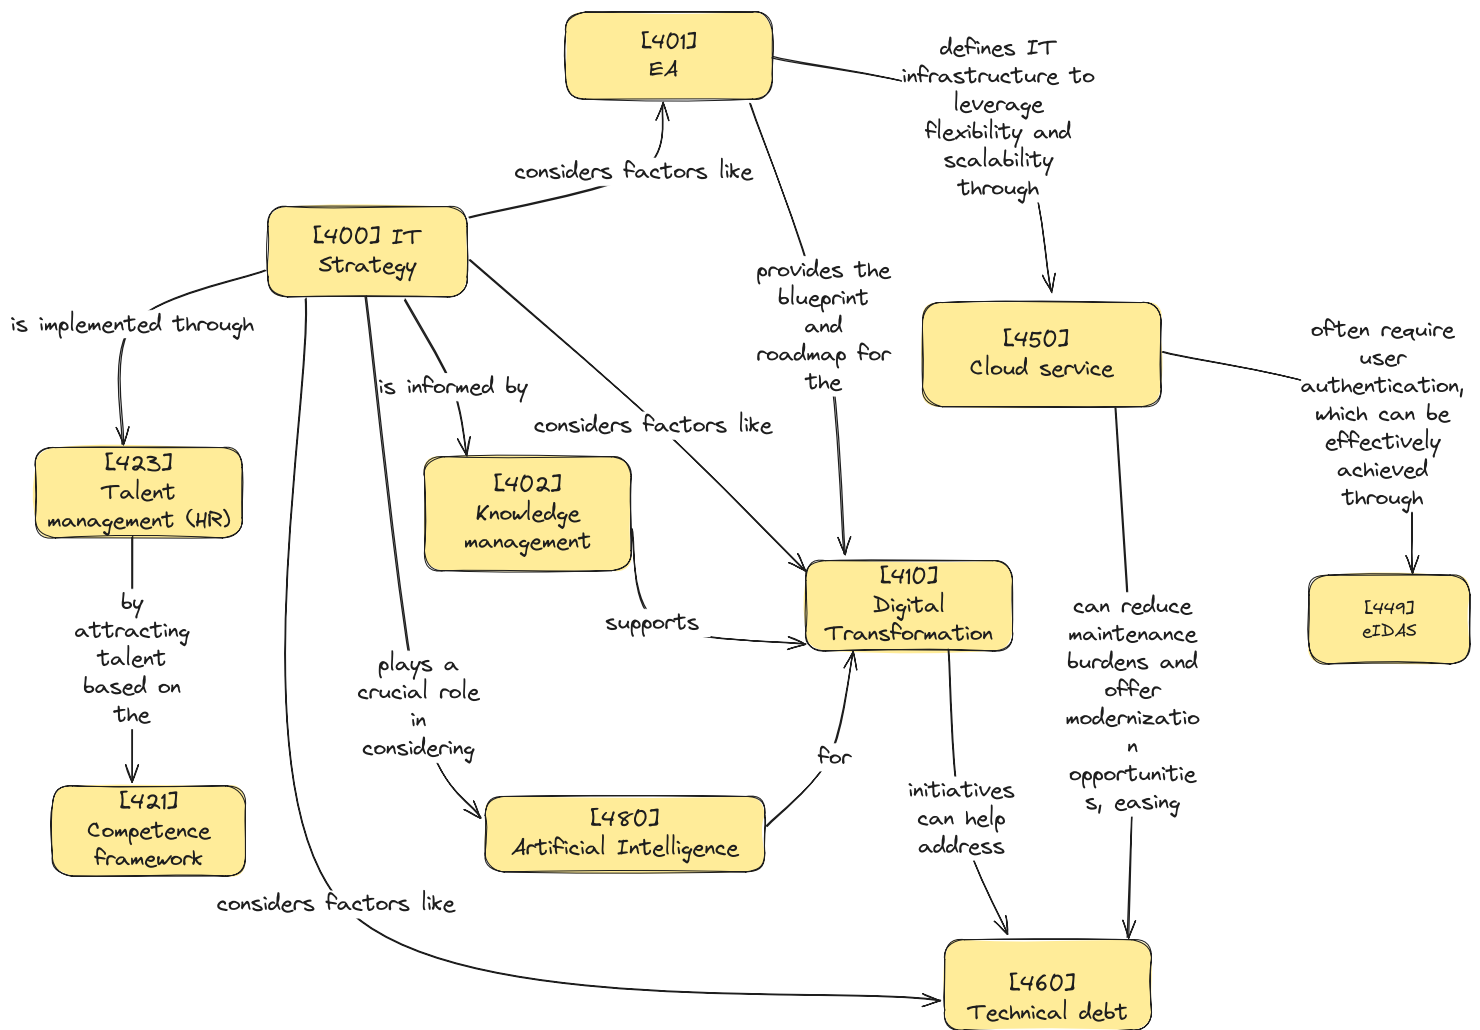 [401]
EA
defines IT
infrastructure to
leverage
flexibility and
scalability
through
considers factors like
[400] IT
Strategy
provides the
blueprint
and
roadmap for
the
is implemented through
[450]
Cloud service
often require
user
authentication,
which can be
effectively
achieved
through
is informed by
considers factors like
[423]
Talent
management (HR)
[402]
Knowledge
management
[410]
Digital
Transformation
[449]
eIDAS
supports
by
attracting
talent
based on
the
plays a
crucial role
in
considering
can reduce
maintenance
burdens and
offer
modernizatio
n
opportunitie
s, easing
for
initiatives
can help
address
[421]
Competence
framework
[480]
Artificial Intelligence
considers factors like
[460]
Technical debt